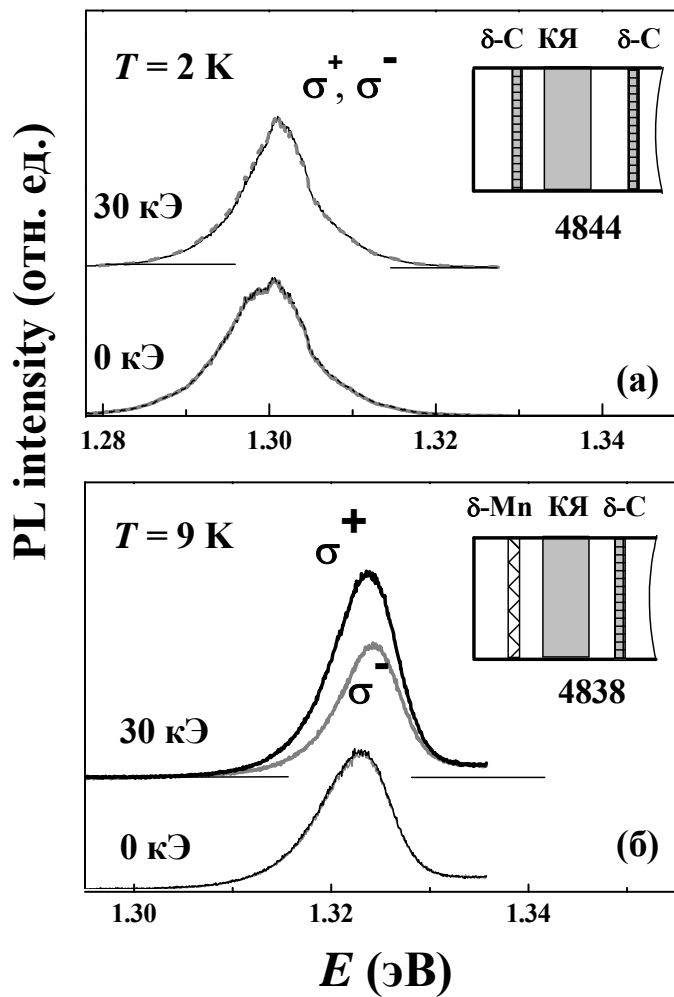 PL intensity (отн. ед.)
T = 2 K
σ⁺, σ⁻
δ-C КЯ δ-C
4844
30 кЭ
0 кЭ
(а)
1.28 1.30 1.32 1.34
T = 9 K
σ⁺
σ⁻
δ-Mn КЯ δ-C
4838
30 кЭ
0 кЭ
(б)
1.30 1.32 1.34
E (эВ)